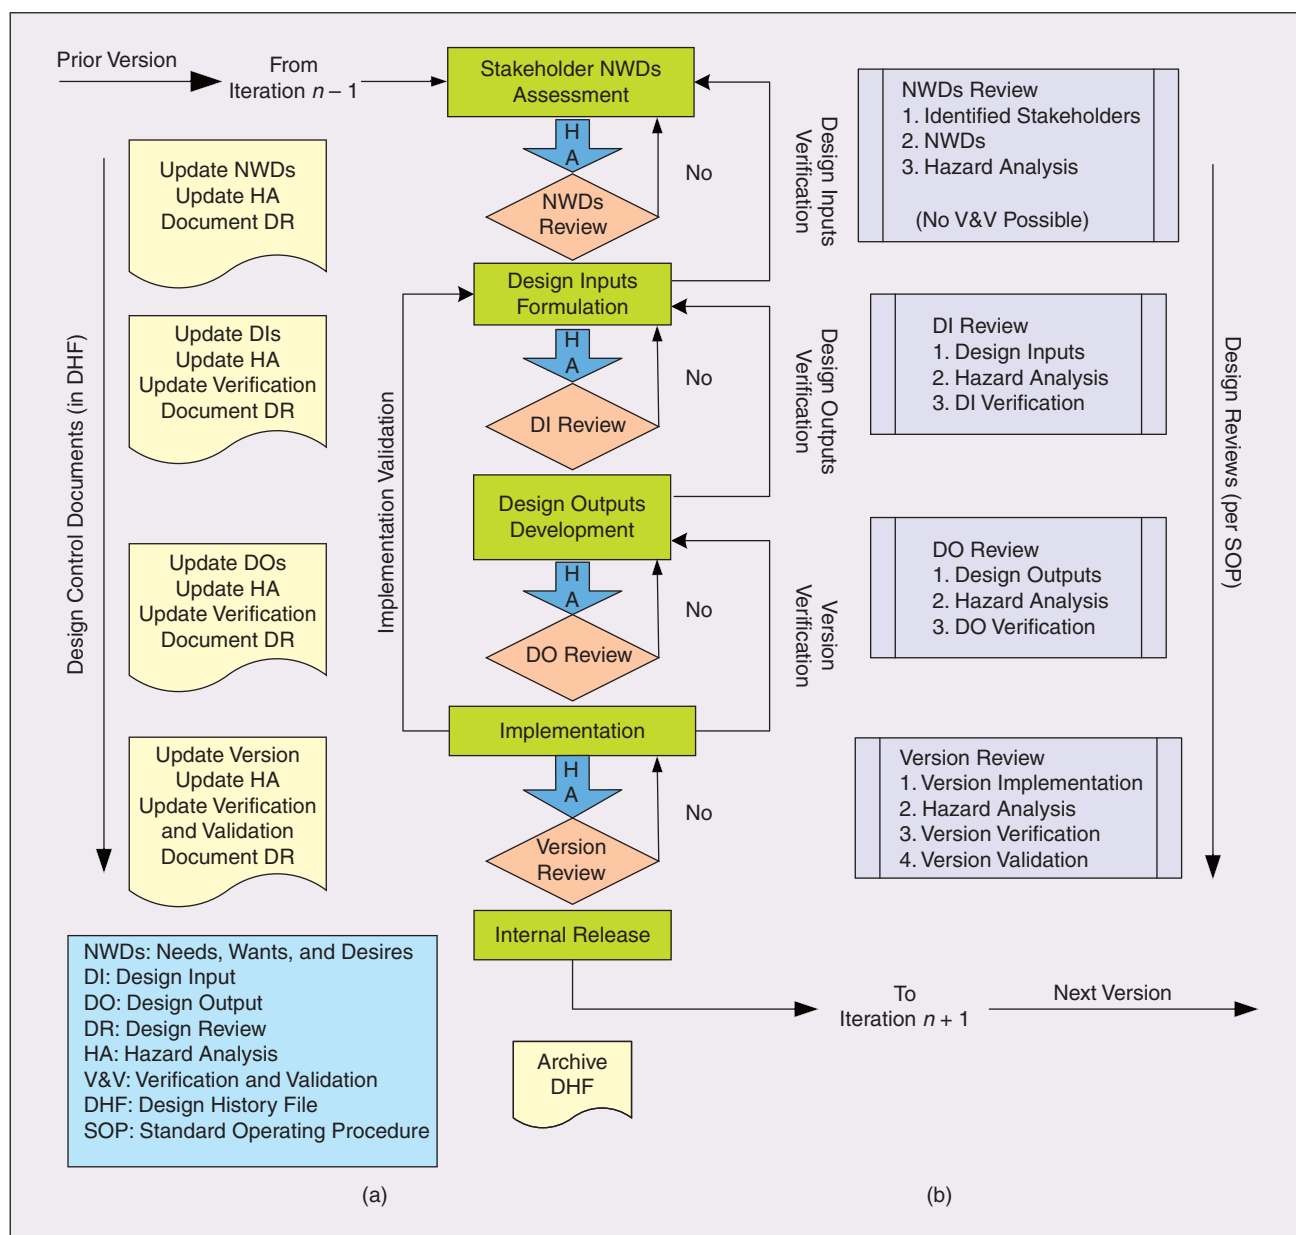 Prior Version
From
Iteration n – 1
Stakeholder NWDs
Assessment
H
A
NWDs
Review
No
Design Inputs
Verification
Design Inputs
Formulation
H
A
DI Review
No
Design Outputs
Verification
Design Outputs
Development
H
A
DO Review
No
Version
Verification
Implementation
H
A
Version
Review
No
Implementation Validation
Internal Release
To
Iteration n + 1
Next Version
Archive
DHF
Design Control Documents (in DHF)
Update NWDs
Update HA
Document DR
Update DIs
Update HA
Update Verification
Document DR
Update DOs
Update HA
Update Verification
Document DR
Update Version
Update HA
Update Verification
and Validation
Document DR
NWDs: Needs, Wants, and Desires
DI: Design Input
DO: Design Output
DR: Design Review
HA: Hazard Analysis
V&V: Verification and Validation
DHF: Design History File
SOP: Standard Operating Procedure
(a)
NWDs Review
1. Identified Stakeholders
2. NWDs
3. Hazard Analysis
(No V&V Possible)
DI Review
1. Design Inputs
2. Hazard Analysis
3. DI Verification
DO Review
1. Design Outputs
2. Hazard Analysis
3. DO Verification
Version Review
1. Version Implementation
2. Hazard Analysis
3. Version Verification
4. Version Validation
Design Reviews (per SOP)
(b)